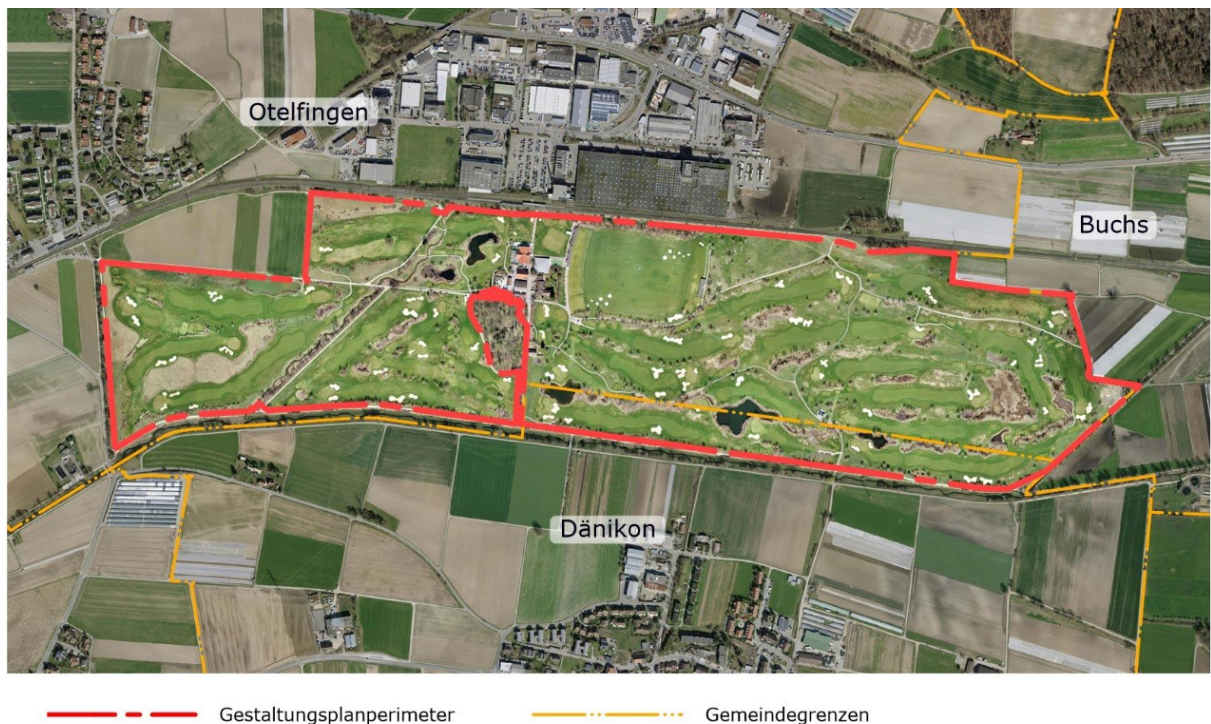 Otelfingen
Buchs
Dänikon
Gestaltungsplanperimeter
Gemeindegrenzen